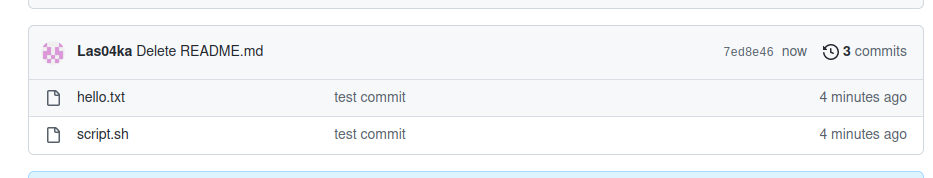 Las04ka Delete README.md 7ed8e46 now 3 commits
hello.txt test commit 4 minutes ago
script.sh test commit 4 minutes ago